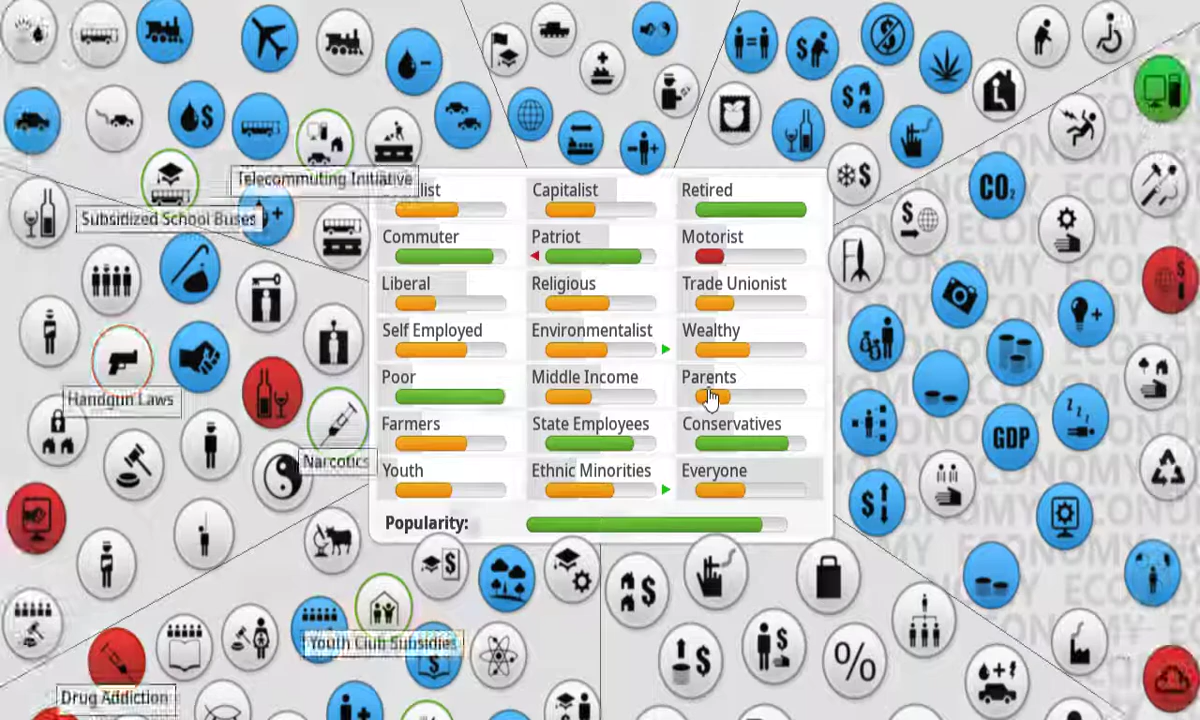 CO2
Telecommuting Initiative
list
Capitalist
Retired
Subsidized School Buses
Commuter
Patriot
Motorist
Liberal
Religious
Trade Unionist
Self Employed
Environmentalist
Wealthy
Poor
Middle Income
Parents
Handgun Laws
Farmers
State Employees
Conservatives
GDP
Narcotics
Youth
Ethnic Minorities
Everyone
Popularity:
Youth Club Subsidies
Drug Addiction
%
ECONOMY